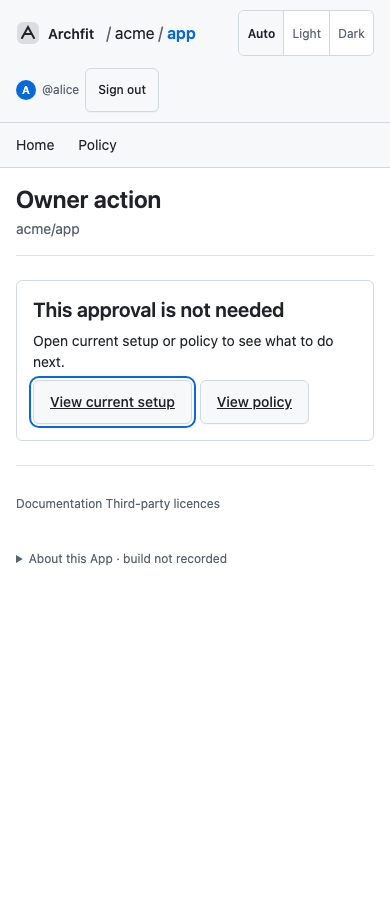 Archfit / acme / app
Auto Light Dark
A @alice Sign out
Home Policy
Owner action
acme/app
This approval is not needed
Open current setup or policy to see what to do
next.
View current setup View policy
Documentation Third-party licences
About this App · build not recorded